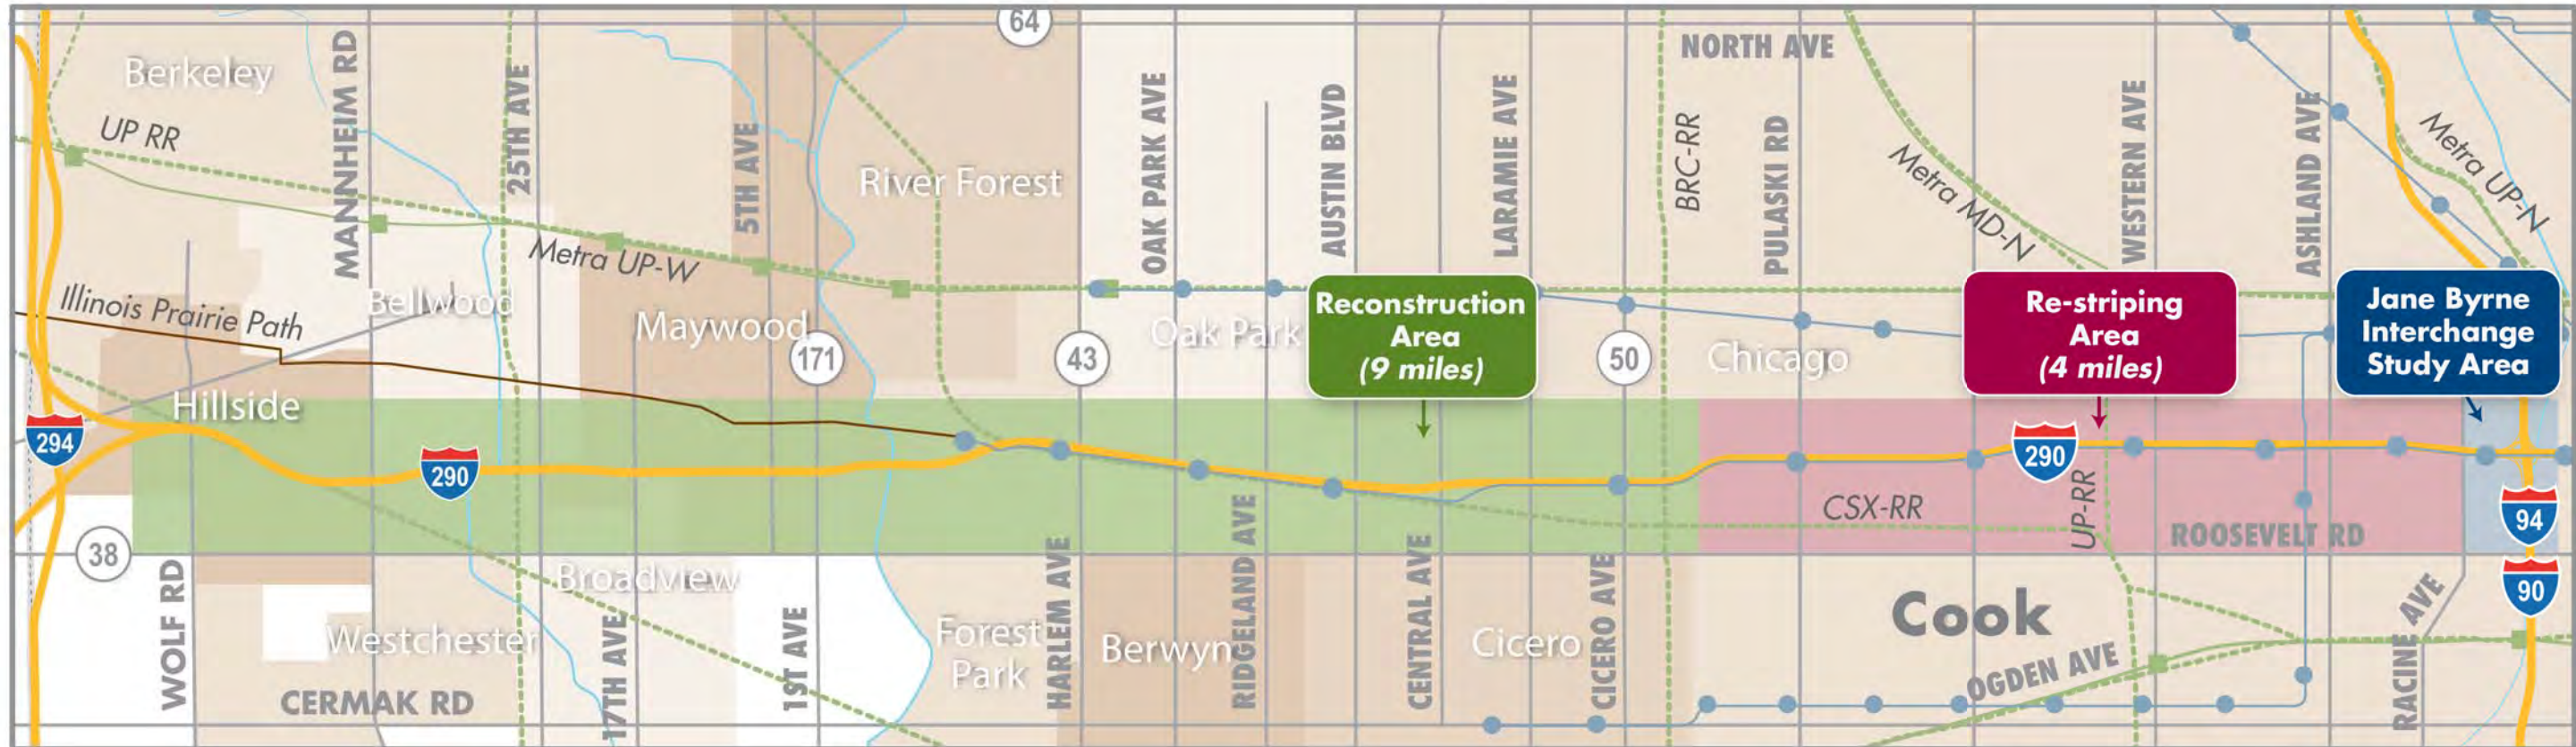 64
Berkeley
MANNHEIM RD
25TH AVE
NORTH AVE
UP RR
5TH AVE
River Forest
OAK PARK AVE
AUSTIN BLVD
LARAMIE AVE
BRC-RR
PULASKI RD
Metra MD-N
WESTERN AVE
ASHLAND AVE
Metra UP-N
Metra UP-W
Illinois Prairie Path
Bellwood
Maywood
171
43
Oak Park
Reconstruction
Area
(9 miles)
50
Chicago
Re-striping
Area
(4 miles)
Jane Byrne
Interchange
Study Area
Hillside
294
290
290
CSX-RR
UP-RR
ROOSEVELT RD
94
38
WOLF RD
Broadview
Westchester
CERMAK RD
17TH AVE
1ST AVE
Forest
Park
HARLEM AVE
Berwyn
RIDGELAND AVE
CENTRAL AVE
Cicero
CICERO AVE
Cook
OGDEN AVE
RACINE AVE
90